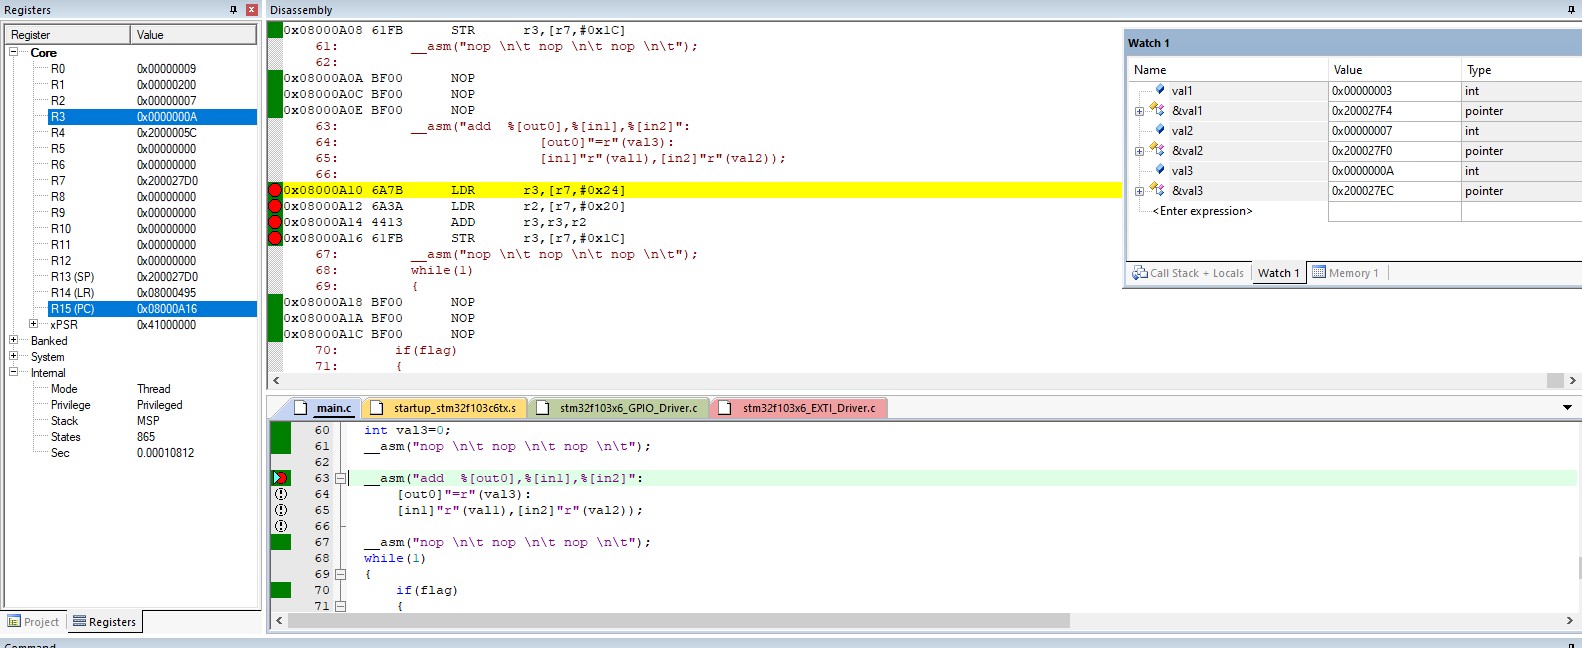 Registers
Register Value
Core
R0 0x00000009
R1 0x00000200
R2 0x00000007
R3 0x0000000A
R4 0x2000005C
R5 0x00000000
R6 0x00000000
R7 0x200027D0
R8 0x00000000
R9 0x00000000
R10 0x00000000
R11 0x00000000
R12 0x00000000
R13 (SP) 0x200027D0
R14 (LR) 0x08000495
R15 (PC) 0x08000A16
xPSR 0x41000000
Banked
System
Internal
Mode Thread
Privilege Privileged
Stack MSP
States 865
Sec 0.00010812
Project Registers
Disassembly
0x08000A08 61FB STR r3,[r7,#0x1C]
61: __asm("nop \n\t nop \n\t nop \n\t");
62:
0x08000A0A BF00 NOP
0x08000A0C BF00 NOP
0x08000A0E BF00 NOP
63: __asm("add %[out0],%[in1],%[in2]":
64: [out0]"=r"(val3):
65: [in1]"r"(val1),[in2]"r"(val2));
66:
0x08000A10 6A7B LDR r3,[r7,#0x24]
0x08000A12 6A3A LDR r2,[r7,#0x20]
0x08000A14 4413 ADD r3,r3,r2
0x08000A16 61FB STR r3,[r7,#0x1C]
67: __asm("nop \n\t nop \n\t nop \n\t");
68: while(1)
69: {
0x08000A18 BF00 NOP
0x08000A1A BF00 NOP
0x08000A1C BF00 NOP
70: if(flag)
71: {
Watch 1
Name Value Type
val1 0x00000003 int
&val1 0x200027F4 pointer
val2 0x00000007 int
&val2 0x200027F0 pointer
val3 0x0000000A int
&val3 0x200027EC pointer
<Enter expression>
Call Stack + Locals Watch 1 Memory 1
main.c startup_stm32f103c6tx.s stm32f103x6_GPIO_Driver.c stm32f103x6_EXTI_Driver.c
60 int val3=0;
61 __asm("nop \n\t nop \n\t nop \n\t");
62
63 __asm("add %[out0],%[in1],%[in2]":
64 [out0]"=r"(val3):
65 [in1]"r"(val1),[in2]"r"(val2));
66
67 __asm("nop \n\t nop \n\t nop \n\t");
68 while(1)
69 {
70 if(flag)
71 {
Command